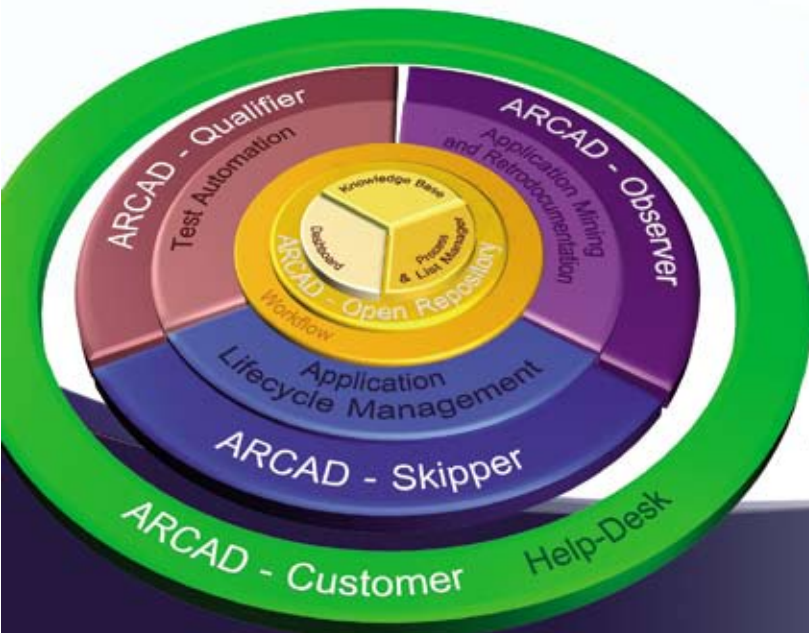 ARCAD - Qualifier
Test Automation
ARCAD - Observer
Application Mining
and Retrodocumentation
Knowledge Base
Dashboard
Process
& List Manager
ARCAD - Open Repository
Workflow
Application
Lifecycle Management
ARCAD - Skipper
ARCAD - Customer
Help-Desk